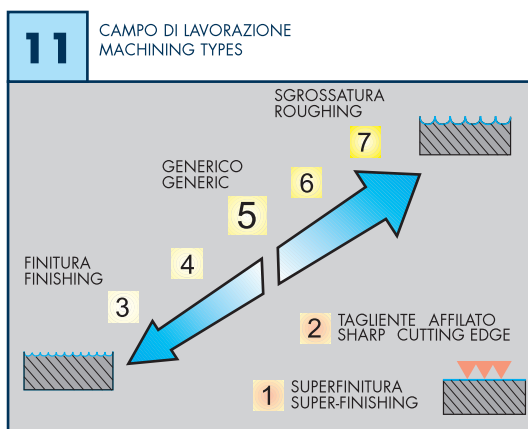 11
CAMPO DI LAVORAZIONE
MACHINING TYPES
SGROSSATURA
ROUGHING
7
GENERICO
GENERIC
6
5
4
FINITURA
FINISHING
3
2
TAGLIENTE AFFILATO
SHARP CUTTING EDGE
1
SUPERFINITURA
SUPER-FINISHING